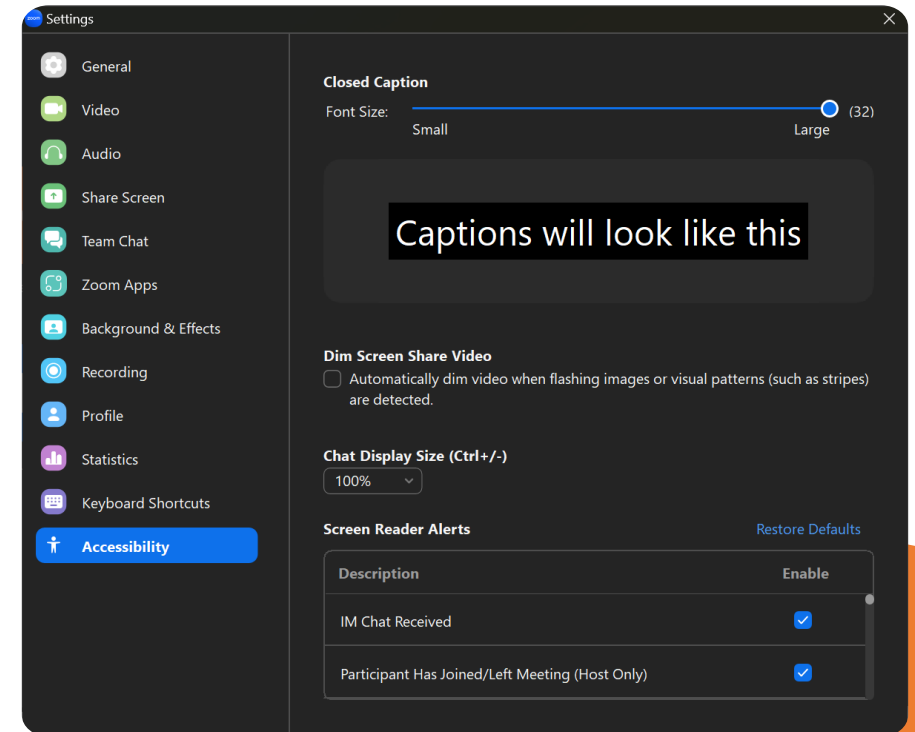 zoom Settings
General
Video
Audio
Share Screen
Team Chat
Zoom Apps
Background & Effects
Recording
Profile
Statistics
Keyboard Shortcuts
Accessibility
Closed Caption
Font Size: (32)
Small Large
Captions will look like this
Dim Screen Share Video
Automatically dim video when flashing images or visual patterns (such as stripes)
are detected.
Chat Display Size (Ctrl+/-)
100%
Screen Reader Alerts Restore Defaults
Description Enable
IM Chat Received
Participant Has Joined/Left Meeting (Host Only)